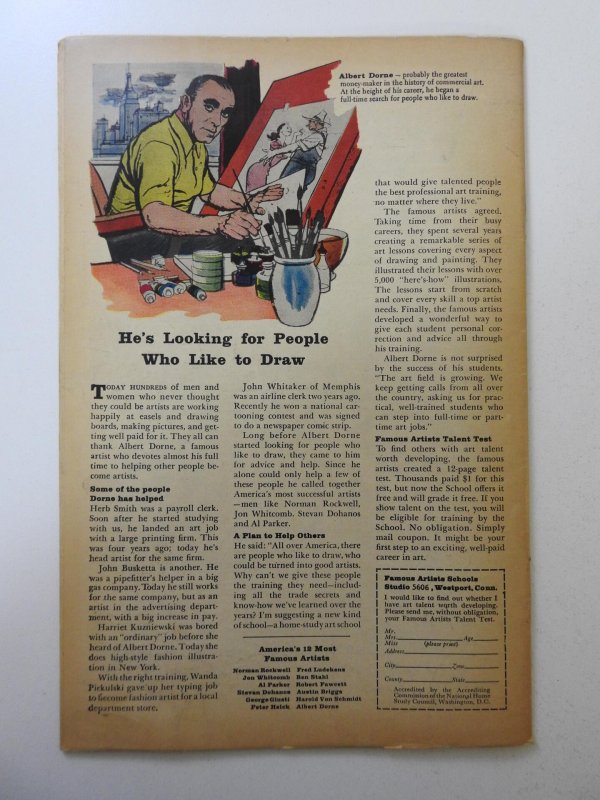 Albert Dorne — probably the greatest
money-maker in the history of commercial art.
At the height of his career, he began a
full-time search for people who like to draw.
He's Looking for People
Who Like to Draw
TODAY HUNDREDS of men and
women who never thought
they could be artists are working
happily at easels and drawing
boards, making pictures, and get-
ting well paid for it. They all can
thank Albert Dorne, a famous
artist who devotes almost his full
time to helping other people be-
come artists.
Some of the people
Dorne has helped
Herb Smith was a payroll clerk.
Soon after he started studying
with us, he landed an art job
with a large printing firm. This
was four years ago; today he's
head artist for the same firm.
John Busketta is another. He
was a pipefitter's helper in a big
gas company. Today he still works
for the same company, but as an
artist in the advertising depart-
ment, with a big increase in pay.
Harriet Kuzniewski was bored
with an "ordinary" job before she
heard of Albert Dorne. Today she
does high-style fashion illustra-
tion in New York.
With the right training, Wanda
Pickulski gave up her typing job
to become fashion artist for a local
department store.
John Whitaker of Memphis
was an airline clerk two years ago.
Recently he won a national car-
tooning contest and was signed
to do a newspaper comic strip.
Long before Albert Dorne
started looking for people who
like to draw, they came to him
for advice and help. Since he
alone could only help a few of
these people he called together
America's most successful artists
—men like Norman Rockwell,
Jon Whitcomb, Stevan Dohanos
and Al Parker.
A Plan to Help Others
He said: "All over America, there
are people who like to draw, who
could be turned into good artists.
Why can't we give these people
the training they need—includ-
ing all the trade secrets and
know-how we've learned over the
years? I'm suggesting a new kind
of school—a home-study art school
America's 12 Most
Famous Artists
Norman Rockwell Fred Ludekens
Jon Whitcomb Ben Stahl
Al Parker Robert Fawcett
Stevan Dohanos Austin Briggs
George Giusti Harold Von Schmidt
Peter Helck Albert Dorne
that would give talented people
the best professional art training,
no matter where they live."
The famous artists agreed.
Taking time from their busy
careers, they spent several years
creating a remarkable series of
art lessons covering every aspect
of drawing and painting. They
illustrated their lessons with over
5,000 "here's-how" illustrations.
The lessons start from scratch
and cover every skill a top artist
needs. Finally, the famous artists
developed a wonderful way to
give each student personal cor-
rection and advice all through
his training.
Albert Dorne is not surprised
by the success of his students.
"The art field is growing. We
keep getting calls from all over
the country, asking us for prac-
tical, well-trained students who
can step into full-time or part-
time art jobs."
Famous Artists Talent Test
To find others with art talent
worth developing, the famous
artists created a 12-page talent
test. Thousands paid $1 for this
test, but now the School offers it
free and will grade it free. If you
show talent on the test, you will
be eligible for training by the
School. No obligation. Simply
mail coupon. It might be your
first step to an exciting, well-paid
career in art.
Famous Artists Schools
Studio 5606, Westport, Conn.
I would like to find out whether I
have art talent worth developing.
Please send me, without obligation,
your Famous Artists Talent Test.
Mr.
Mrs. Age
Miss (please print)
Address
City Zone
County State
Accredited by the Accrediting
Commission of the National Home
Study Council, Washington, D.C.